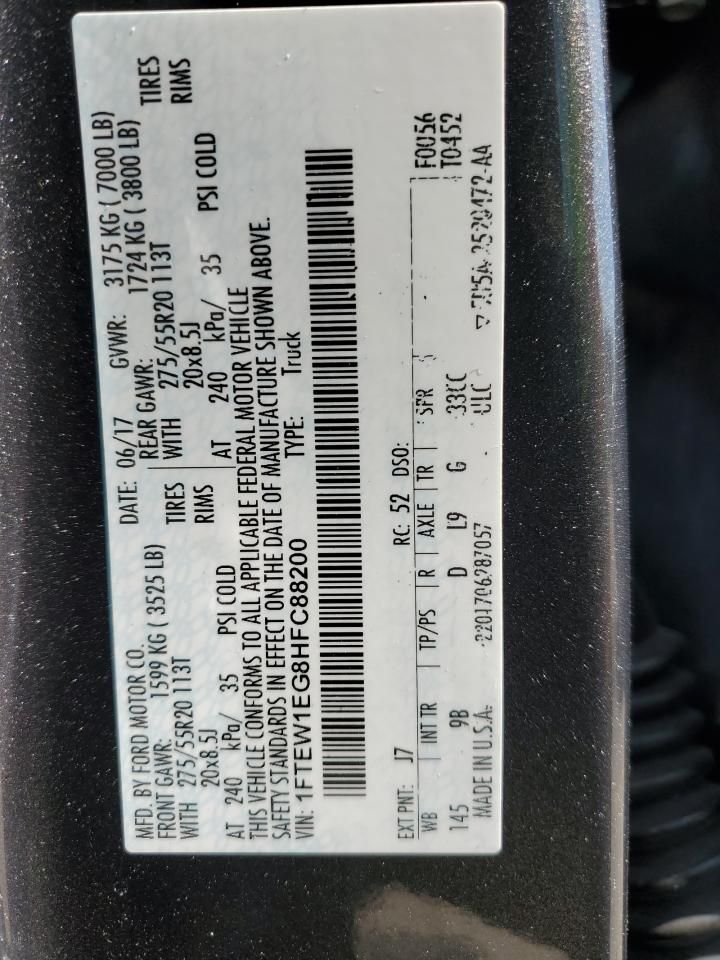 MFD. BY FORD MOTOR CO. DATE: 06/17 GVWR: 3175 KG ( 7000 LB)
FRONT GAWR: 1599 KG ( 3525 LB) REAR GAWR: 1724 KG ( 3800 LB)
WITH 275/55R20 113T TIRES WITH 275/55R20 113T TIRES
20x8.5J RIMS 20x8.5J RIMS
AT 240 kPa/ 35 PSI COLD AT 240 kPa/ 35 PSI COLD
THIS VEHICLE CONFORMS TO ALL APPLICABLE FEDERAL MOTOR VEHICLE
SAFETY STANDARDS IN EFFECT ON THE DATE OF MANUFACTURE SHOWN ABOVE.
VIN: 1FTEW1EG8HFC88200 TYPE: Truck
EXT PNT: J7 RC: 52 DSO: F0056
WB INT TR TP/PS R AXLE TR SPR T0452
145 9B D L9 G 33CC
MADE IN U.S.A. 2201706287057 ULC